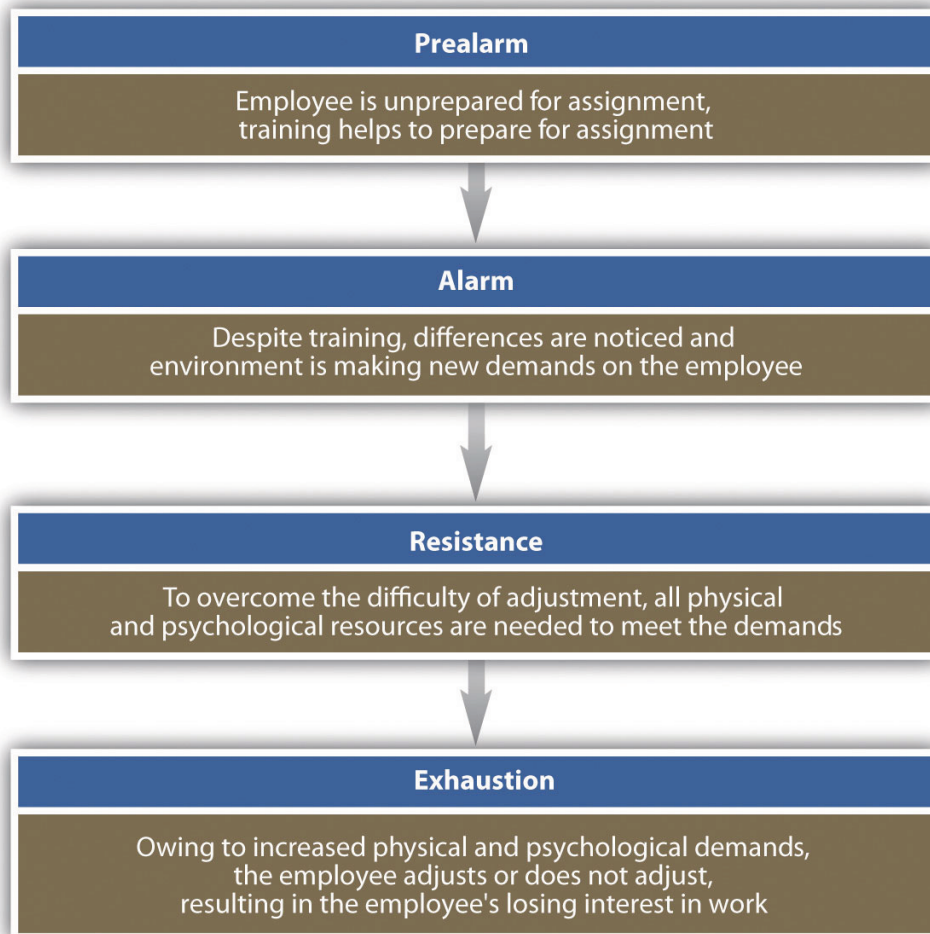 Prealarm
Employee is unprepared for assignment,
training helps to prepare for assignment
Alarm
Despite training, differences are noticed and
environment is making new demands on the employee
Resistance
To overcome the difficulty of adjustment, all physical
and psychological resources are needed to meet the demands
Exhaustion
Owing to increased physical and psychological demands,
the employee adjusts or does not adjust,
resulting in the employee's losing interest in work